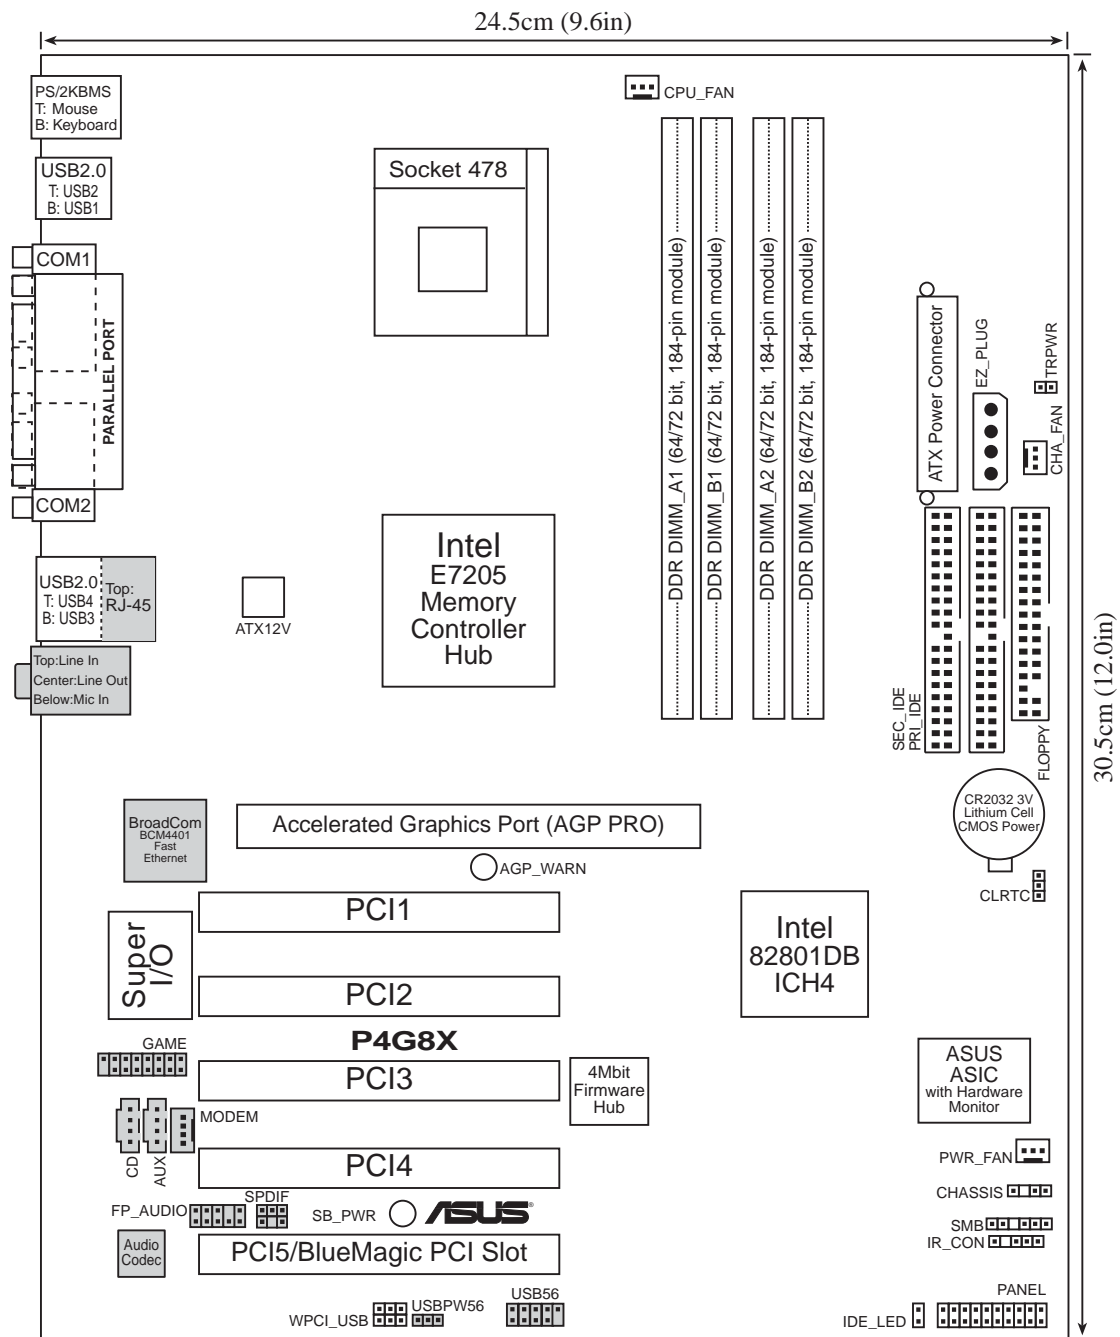 24.5cm (9.6in)
PS/2KBMS
T: Mouse
B: Keyboard
CPU_FAN
USB2.0
T: USB2
B: USB1
Socket 478
COM1
PARALLEL PORT
COM2
DDR DIMM_A1 (64/72 bit, 184-pin module)
DDR DIMM_B1 (64/72 bit, 184-pin module)
DDR DIMM_A2 (64/72 bit, 184-pin module)
DDR DIMM_B2 (64/72 bit, 184-pin module)
ATX Power Connector
EZ_PLUG
TRPWR
CHA_FAN
30.5cm (12.0in)
Intel
E7205
Memory
Controller
Hub
USB2.0
T: USB4
B: USB3
Top:
RJ-45
ATX12V
Top:Line In
Center:Line Out
Below:Mic In
SEC_IDE
PRI_IDE
FLOPPY
CR2032 3V
Lithium Cell
CMOS Power
BroadCom
BCM4401
Fast
Ethernet
Accelerated Graphics Port (AGP PRO)
AGP_WARN
CLRTC
PCI1
Super
I/O
Intel
82801DB
ICH4
PCI2
P4G8X
GAME
PCI3
4Mbit
Firmware
Hub
ASUS
ASIC
with Hardware
Monitor
MODEM
CD
AUX
PCI4
PWR_FAN
CHASSIS
FP_AUDIO
SPDIF
SB_PWR
ASUS®
SMB
IR_CON
Audio
Codec
PCI5/BlueMagic PCI Slot
WPCI_USB
USBPW56
USB56
IDE_LED
PANEL